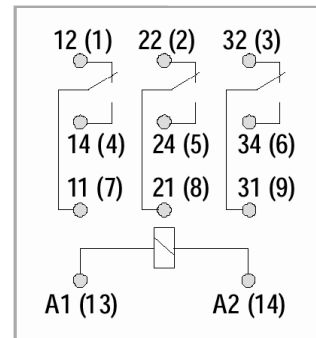 12 (1) 22 (2) 32 (3)
14 (4) 24 (5) 34 (6)
11 (7) 21 (8) 31 (9)
A1 (13) A2 (14)